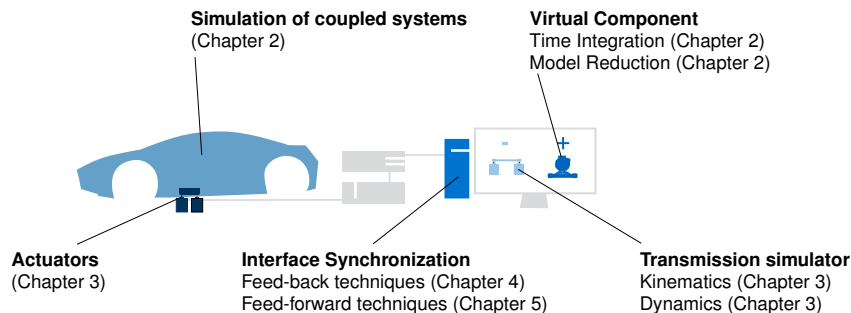 Simulation of coupled systems
(Chapter 2)
Virtual Component
Time Integration (Chapter 2)
Model Reduction (Chapter 2)
Actuators
(Chapter 3)
Interface Synchronization
Feed-back techniques (Chapter 4)
Feed-forward techniques (Chapter 5)
Transmission simulator
Kinematics (Chapter 3)
Dynamics (Chapter 3)